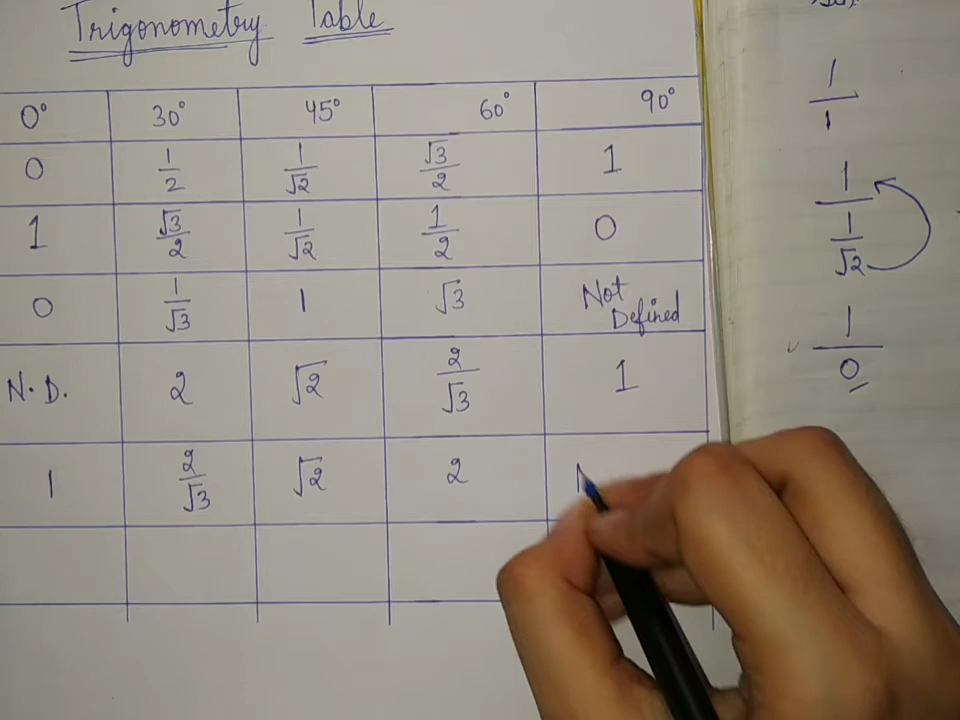 Trigonometry Table
0° 30° 45° 60° 90°
0 1/2 1/√2 √3/2 1
1 √3/2 1/√2 1/2 0
0 1/√3 1 √3 Not Defined
N.D. 2 √2 2/√3 1
1 2/√3 √2 2
1/1
1/(1/√2)
1/0